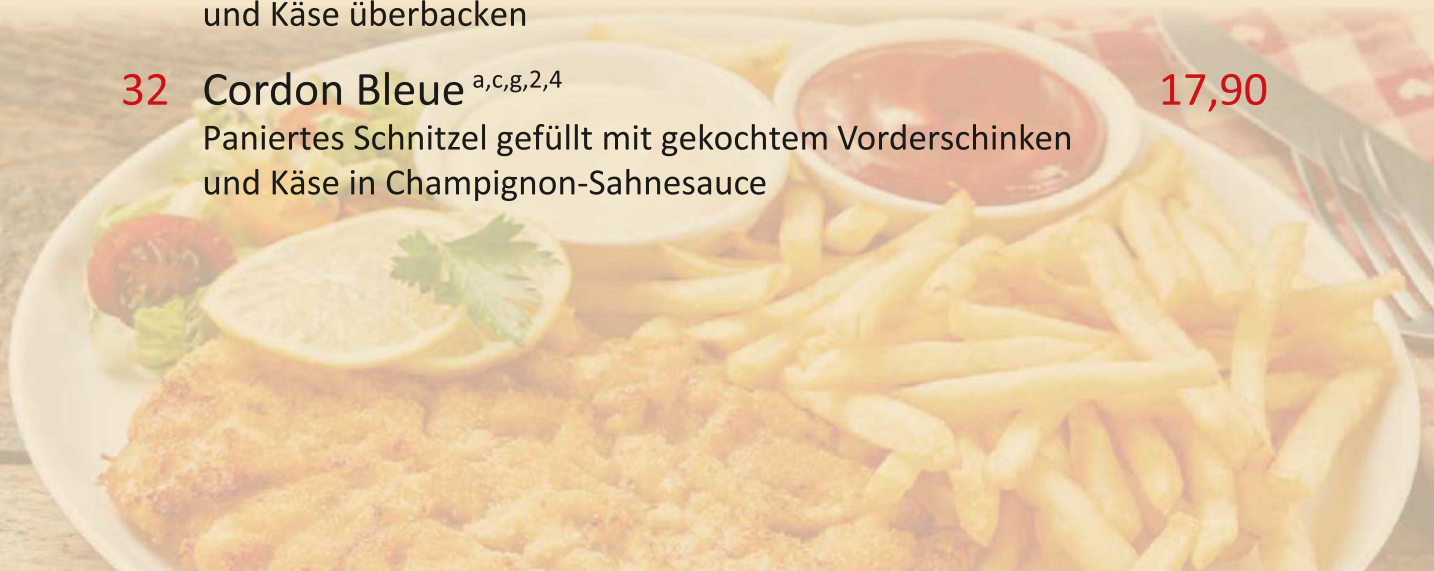 und Käse überbacken
32 Cordon Bleue a,c,g,2,4 17,90
Paniertes Schnitzel gefüllt mit gekochtem Vorderschinken
und Käse in Champignon-Sahnesauce